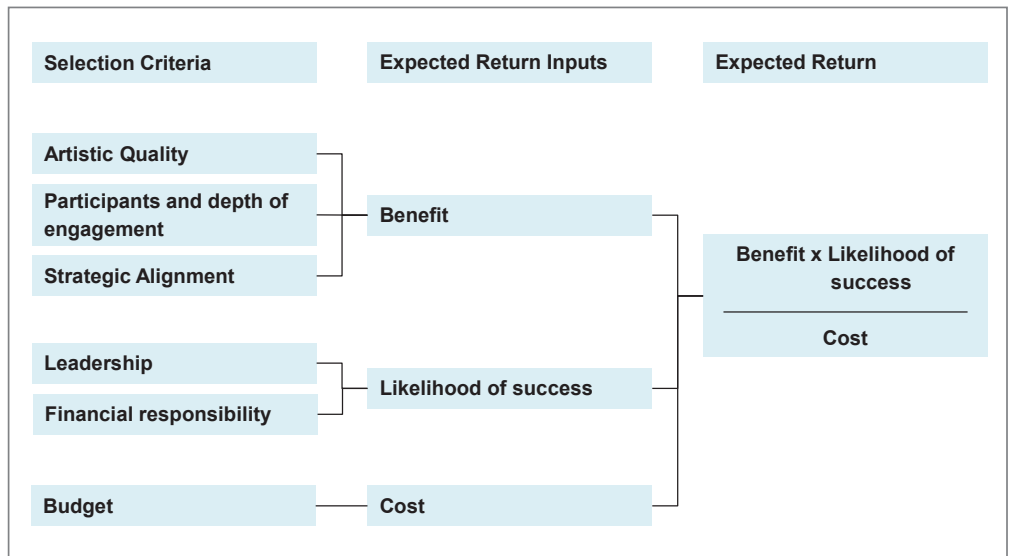 Selection Criteria
Expected Return Inputs
Expected Return
Artistic Quality
Participants and depth of
engagement
Strategic Alignment
Benefit
Leadership
Financial responsibility
Likelihood of success
Budget
Cost
Benefit x Likelihood of
success
Cost